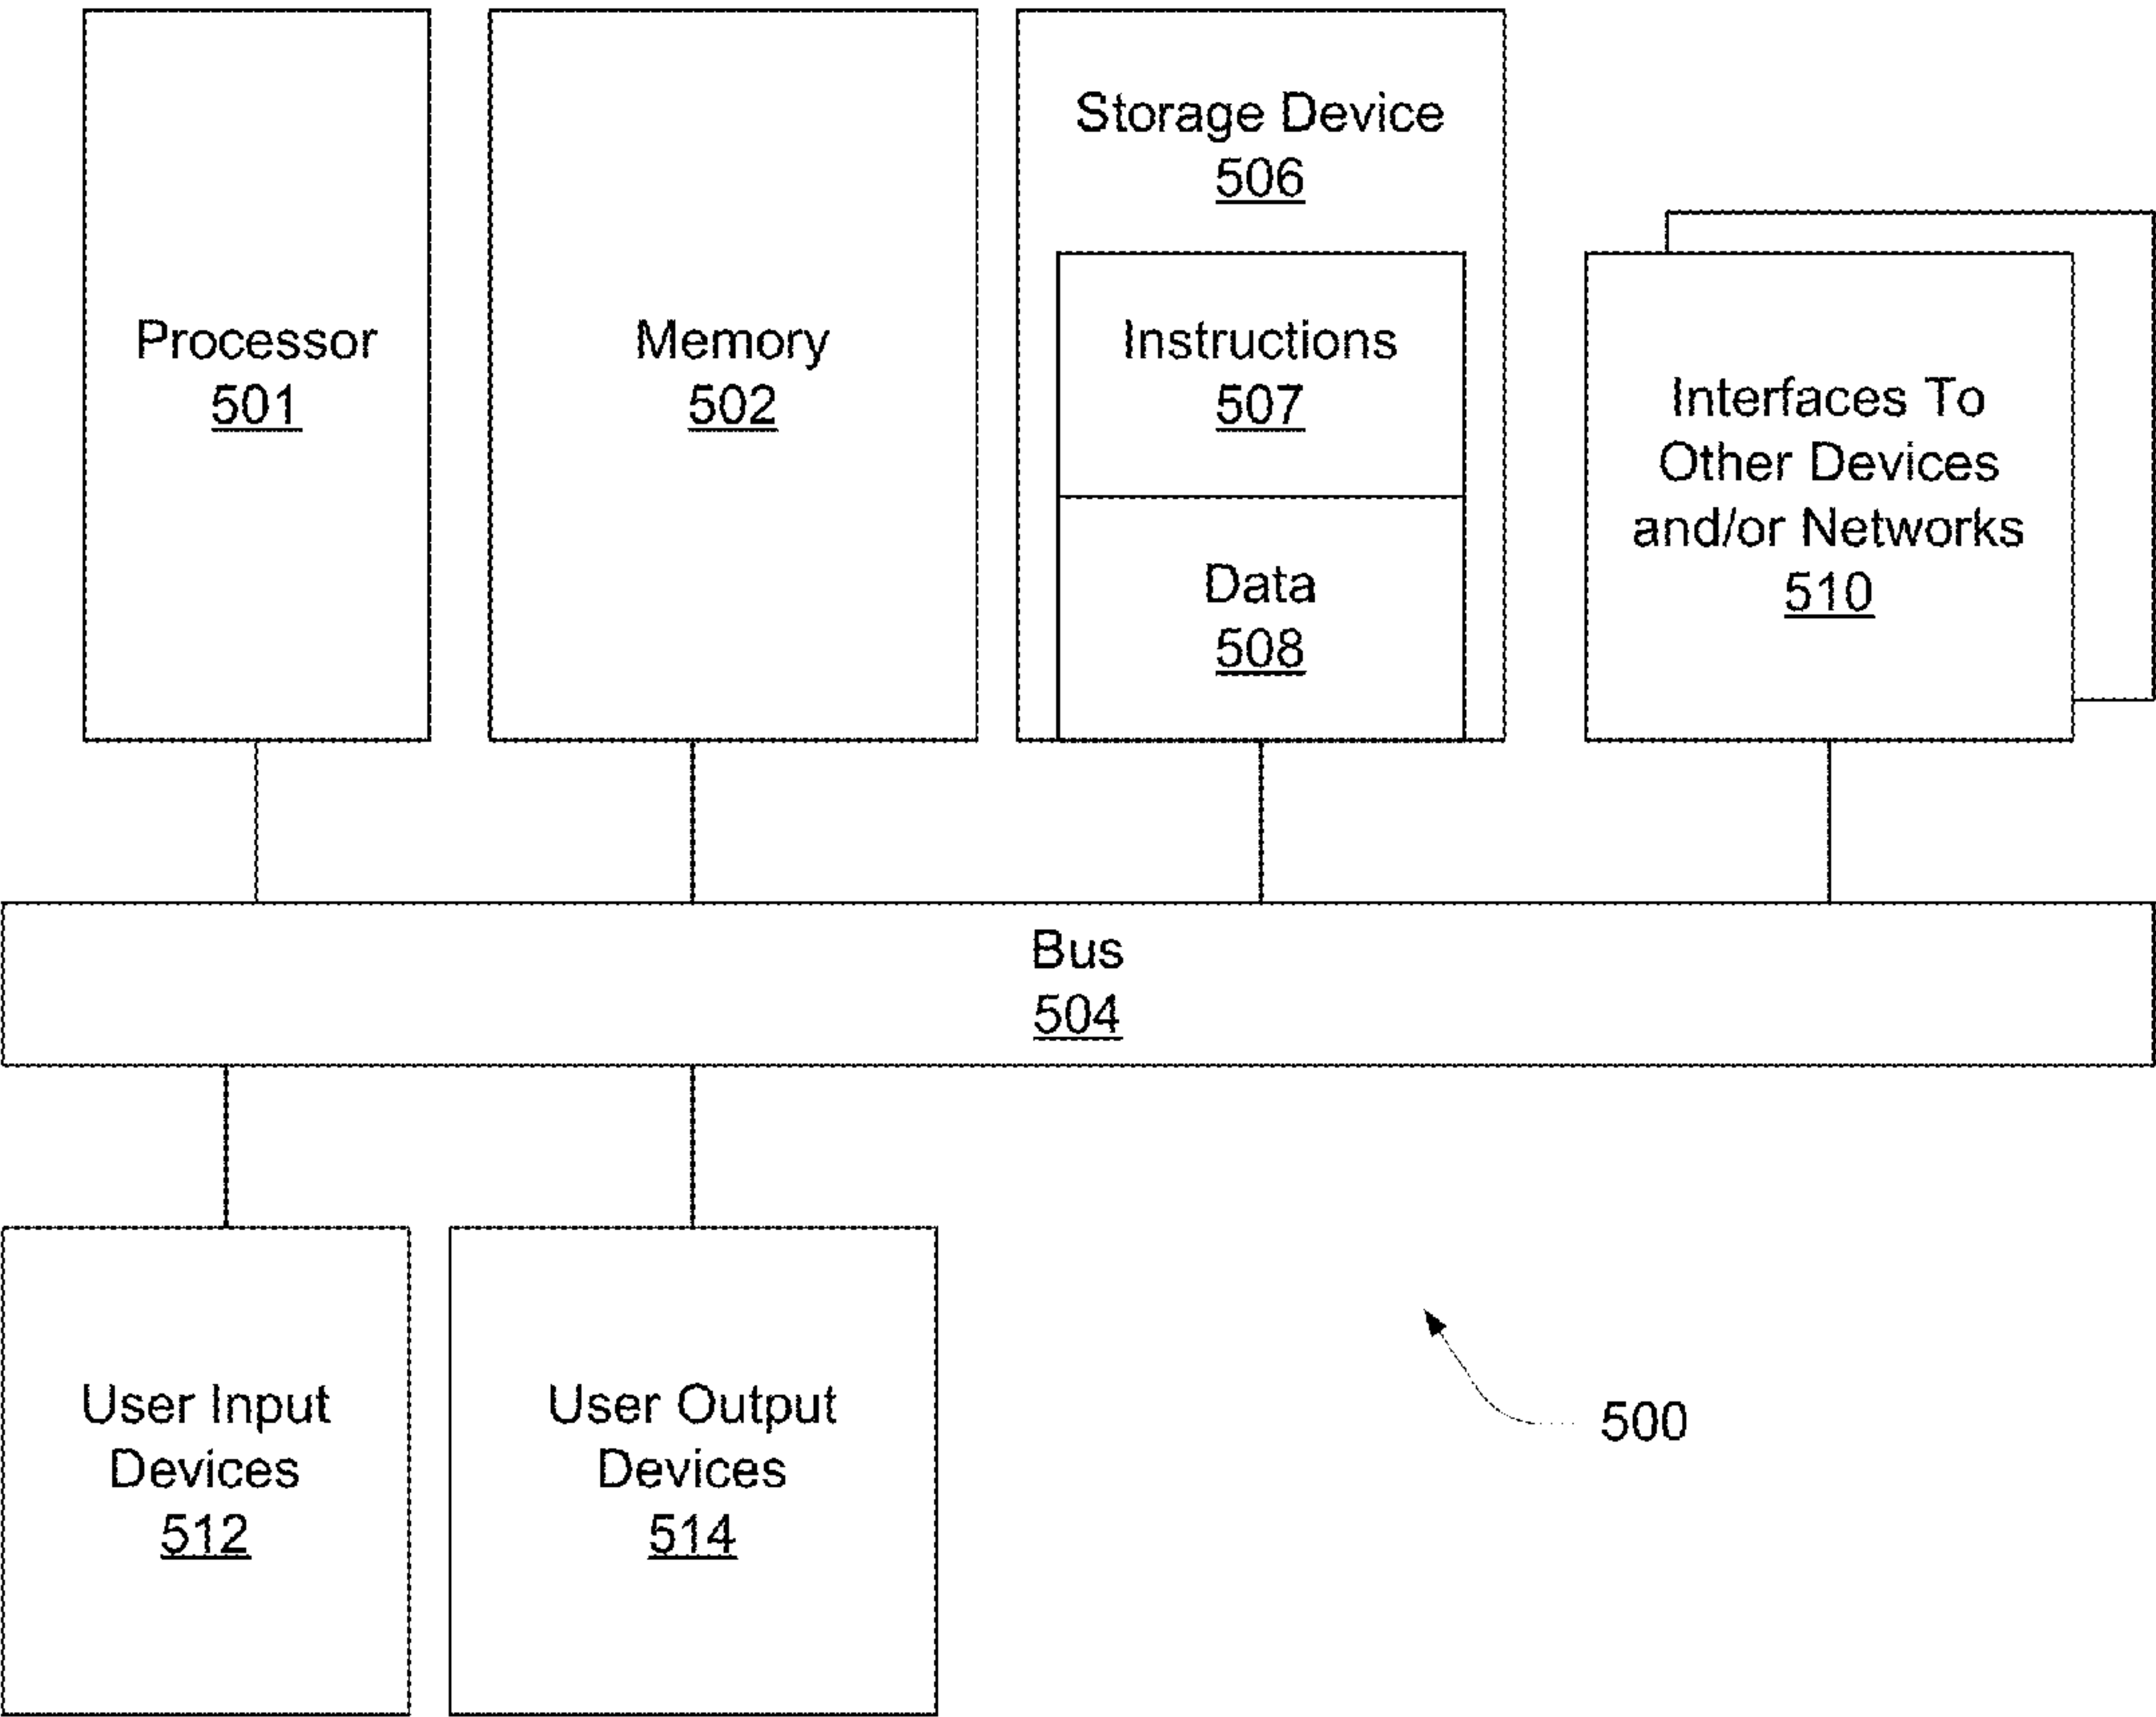 Processor
501
Memory
502
Storage Device
506
Instructions
507
Data
508
Interfaces To
Other Devices
and/or Networks
510
Bus
504
User Input
Devices
512
User Output
Devices
514
500